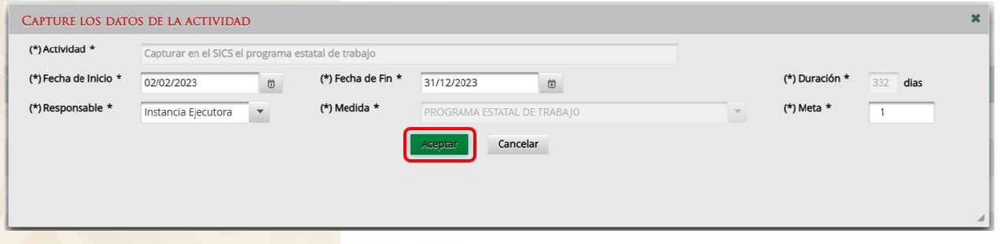 CAPTURE LOS DATOS DE LA ACTIVIDAD
(*) Actividad * Capturar en el SICS el programa estatal de trabajo
(*) Fecha de Inicio * 02/02/2023 (*) Fecha de Fin * 31/12/2023 (*) Duración * 332 dias
(*) Responsable * Instancia Ejecutora (*) Medida * PROGRAMA ESTATAL DE TRABAJO (*) Meta * 1
Aceptar Cancelar